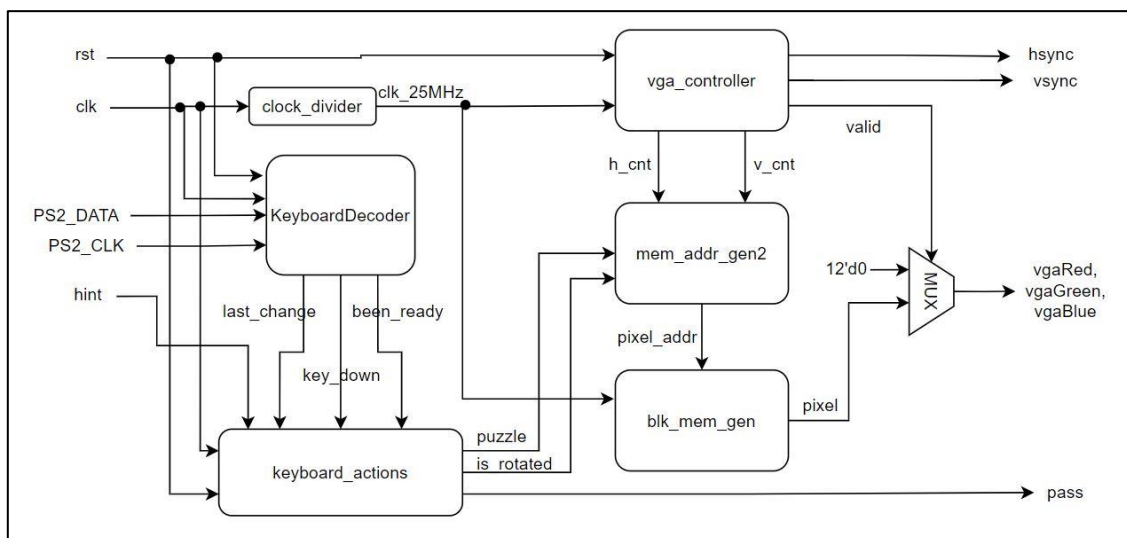 rst
clk
clock_divider
clk_25MHz
vga_controller
hsync
vsync
valid
h_cnt
v_cnt
PS2_DATA
PS2_CLK
KeyboardDecoder
mem_addr_gen2
12'd0
MUX
vgaRed,
vgaGreen,
vgaBlue
hint
last_change
been_ready
key_down
pixel_addr
blk_mem_gen
pixel
keyboard_actions
puzzle
is_rotated
pass